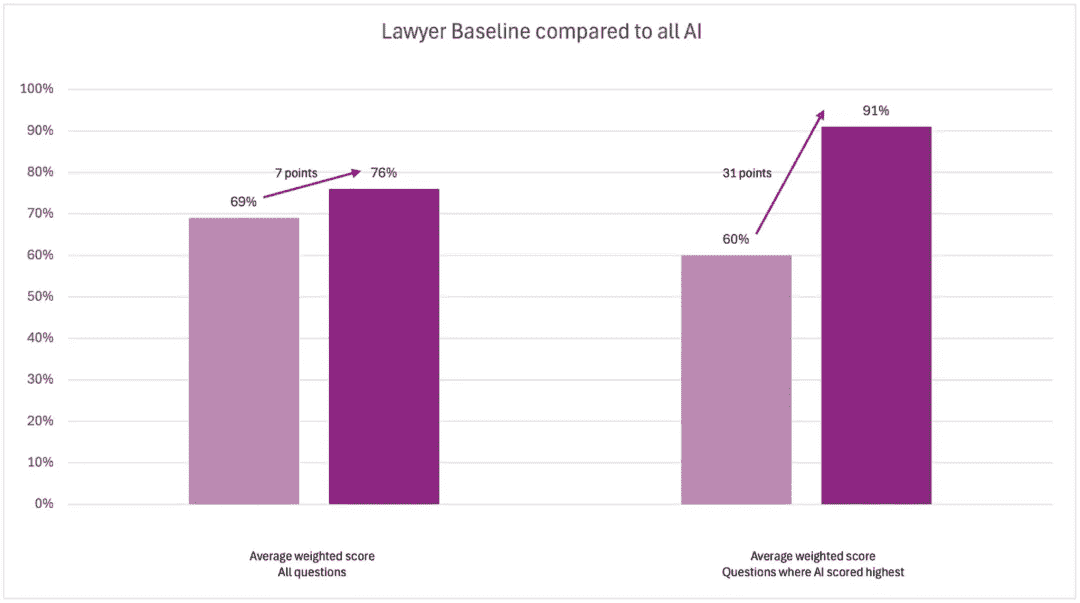 Lawyer Baseline compared to all AI
100%
90%
80%
70%
60%
50%
40%
30%
20%
10%
0%
69%
7 points
76%
60%
31 points
91%
Average weighted score
All questions
Average weighted score
Questions where AI scored highest